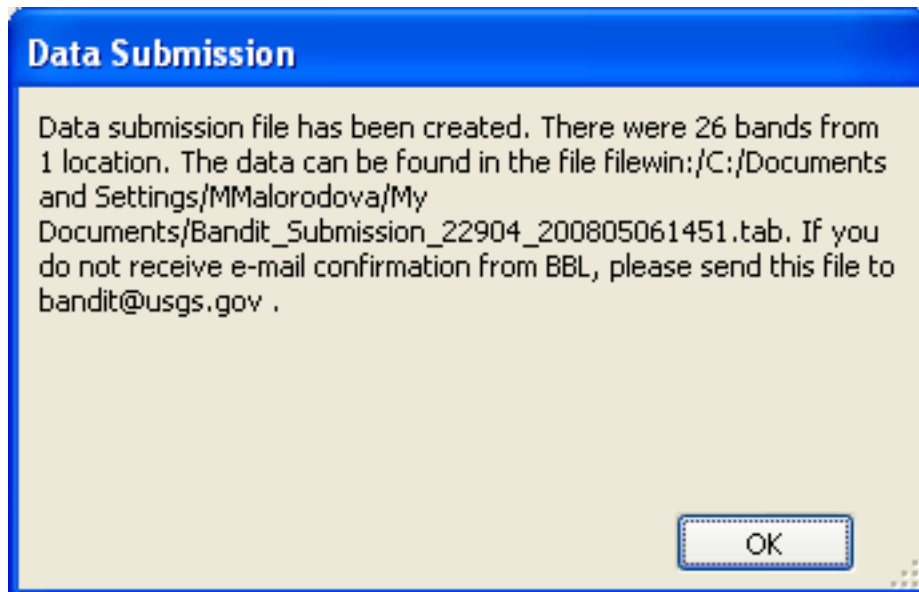 Data Submission
Data submission file has been created. There were 26 bands from
1 location. The data can be found in the file filewin:/C:/Documents
and Settings/MMalorodova/My
Documents/Bandit_Submission_22904_200805061451.tab. If you
do not receive e-mail confirmation from BBL, please send this file to
bandit@usgs.gov .
OK